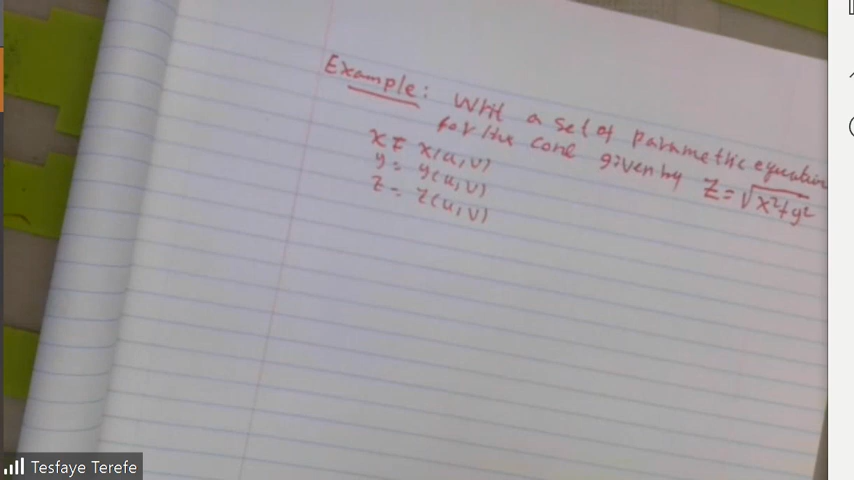 Example: Writ a set of parametric equation
for the cone given by z = √x²+y²
x = x(u,v)
y = y(u,v)
z = z(u,v)
Tesfaye Terefe